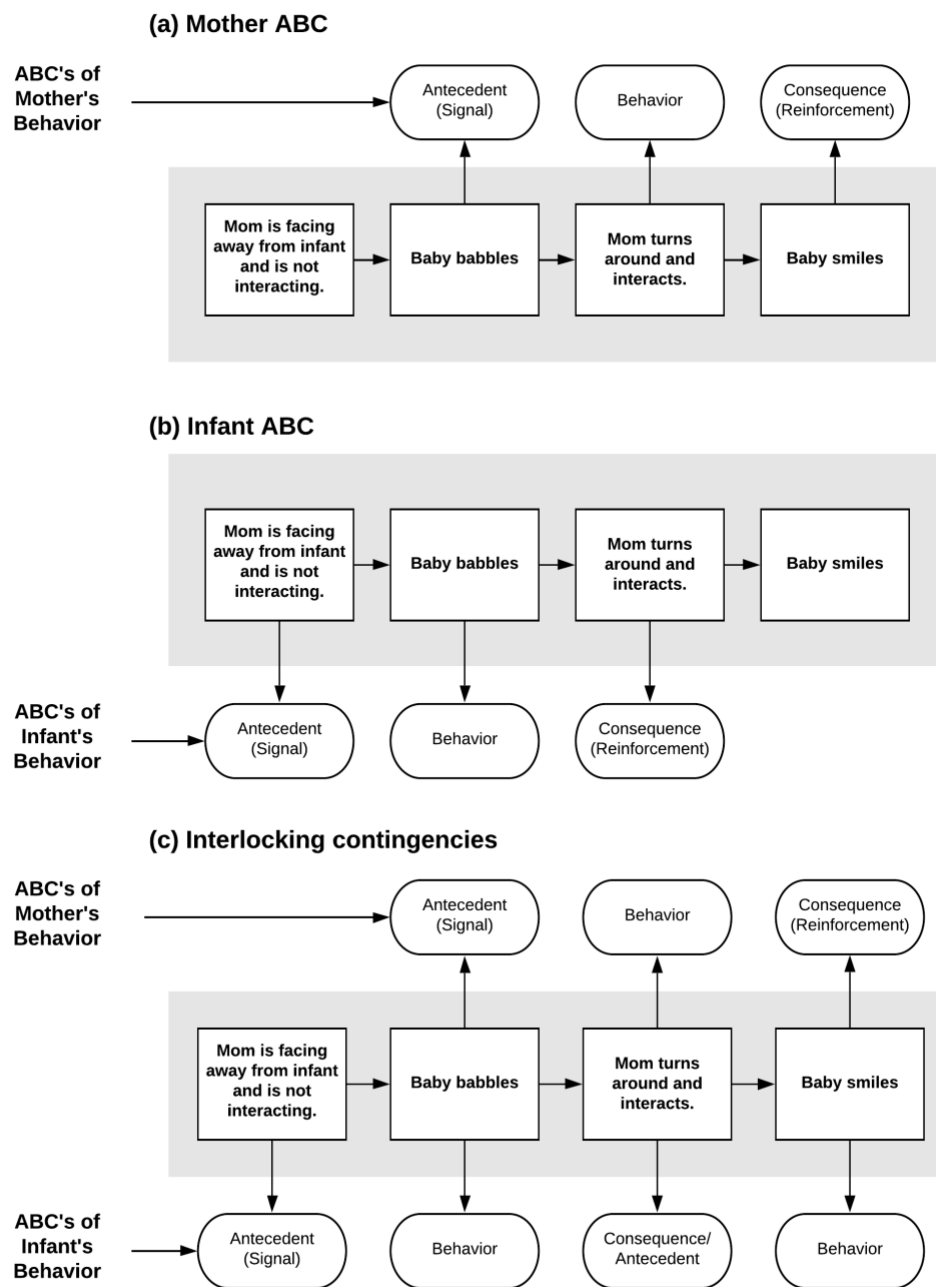 (a) Mother ABC
ABC's of
Mother's
Behavior
Antecedent
(Signal)
Behavior
Consequence
(Reinforcement)
Mom is facing
away from infant
and is not
interacting.
Baby babbles
Mom turns
around and
interacts.
Baby smiles
(b) Infant ABC
Mom is facing
away from infant
and is not
interacting.
Baby babbles
Mom turns
around and
interacts.
Baby smiles
ABC's of
Infant's
Behavior
Antecedent
(Signal)
Behavior
Consequence
(Reinforcement)
(c) Interlocking contingencies
ABC's of
Mother's
Behavior
Antecedent
(Signal)
Behavior
Consequence
(Reinforcement)
Mom is facing
away from infant
and is not
interacting.
Baby babbles
Mom turns
around and
interacts.
Baby smiles
ABC's of
Infant's
Behavior
Antecedent
(Signal)
Behavior
Consequence/
Antecedent
Behavior